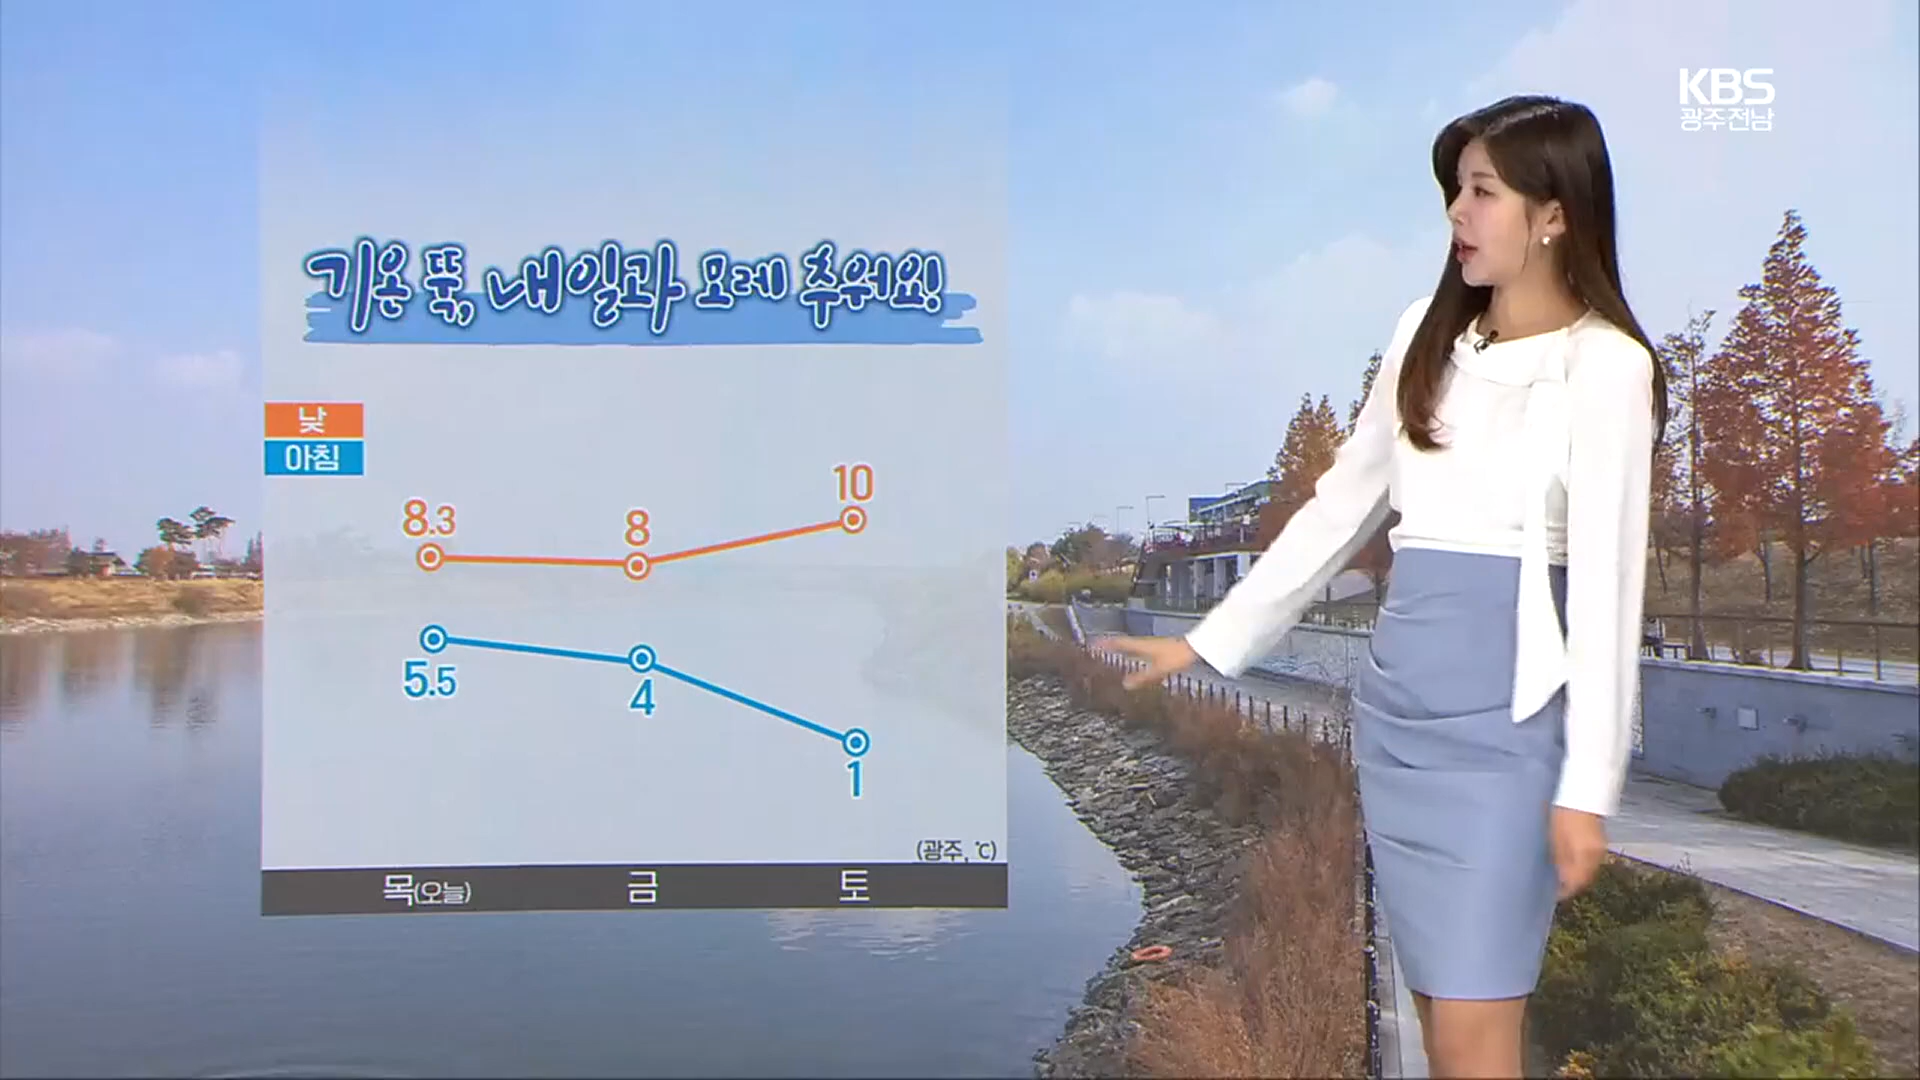 KBS
광주전남
기온 뚝, 내일과 모레 추워요!
낮
아침
8.3 8 10
5.5 4 1
(광주, ℃)
목(오늘) 금 토